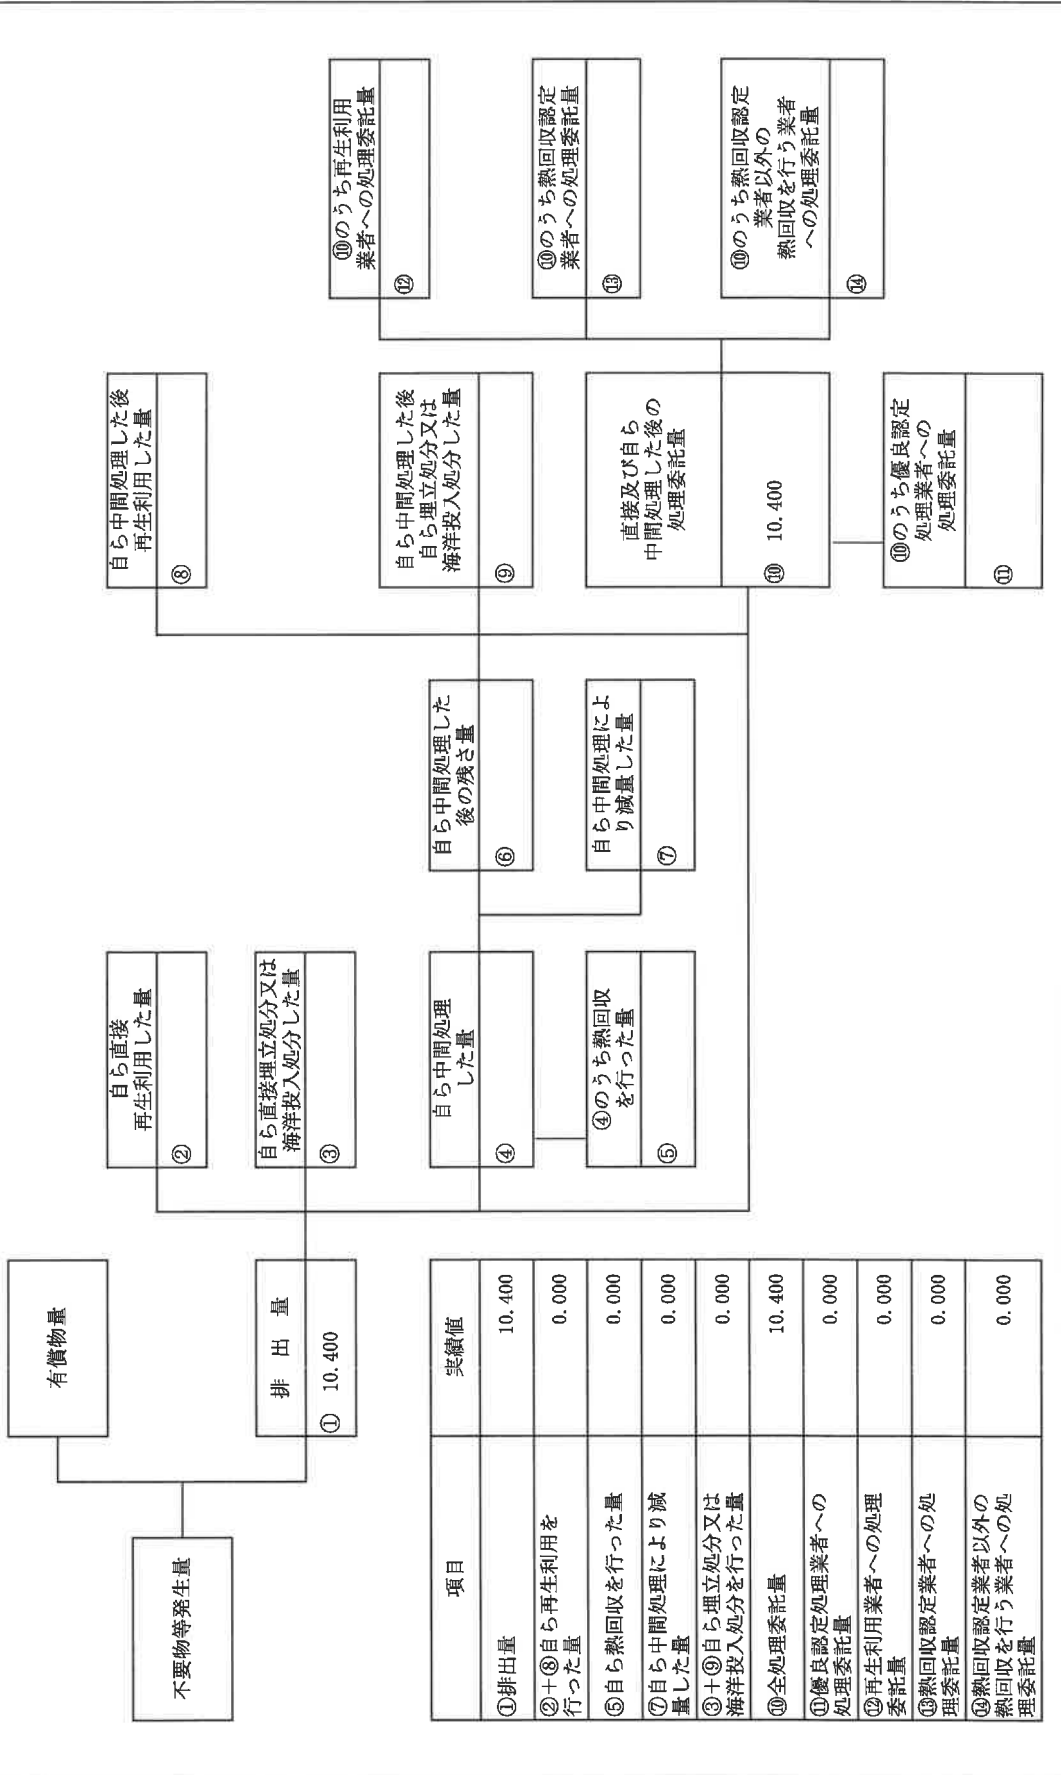 不要物等発生量
有償物量
排 出 量
① 10.400
自ら直接
再生利用した量
②
自ら直接埋立処分又は
海洋投入処分した量
③
自ら中間処理
した量
④
④のうち熱回収
を行った量
⑤
自ら中間処理した
後の残さ量
⑥
自ら中間処理によ
り減量した量
⑦
自ら中間処理した後
再生利用した量
⑧
自ら中間処理した後
自ら埋立処分又は
海洋投入処分した量
⑨
直接及び自ら
中間処理した後の
処理委託量
⑩ 10.400
⑩のうち優良認定
処理業者への
処理委託量
⑪
⑩のうち再生利用
業者への処理委託量
⑫
⑩のうち熱回収認定
業者への処理委託量
⑬
⑩のうち熱回収認定
業者以外の
熱回収を行う業者
への処理委託量
⑭
項目 実績値
①排出量 10.400
②+⑧自ら再生利用を
行った量 0.000
⑤自ら熱回収を行った量 0.000
⑦自ら中間処理により減
量した量 0.000
③+⑨自ら埋立処分又は
海洋投入処分を行った量 0.000
⑩全処理委託量 10.400
⑪優良認定処理業者への
処理委託量 0.000
⑫再生利用業者への処理
委託量 0.000
⑬熱回収認定業者への処
理委託量 0.000
⑭熱回収認定業者以外の
熱回収を行う業者への処
理委託量 0.000